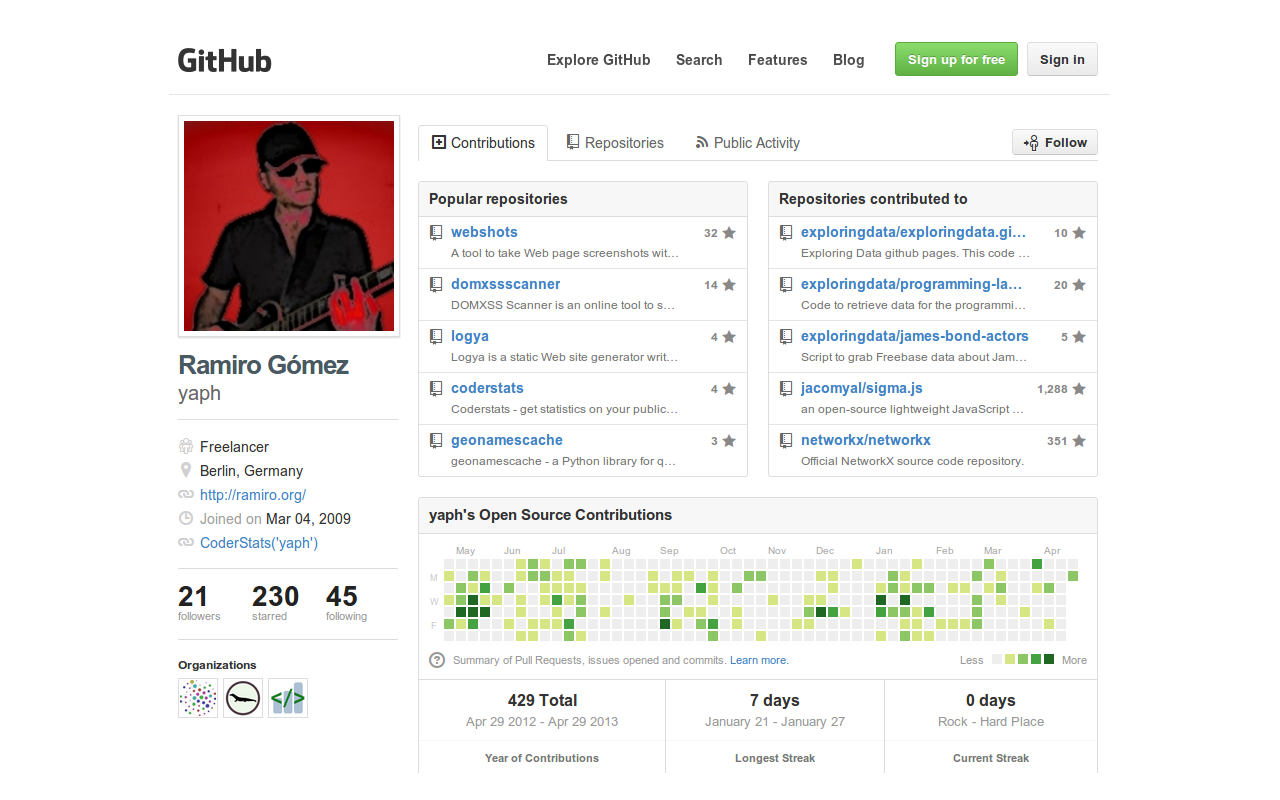 GitHub
Explore GitHub Search Features Blog Sign up for free Sign in
Contributions Repositories Public Activity Follow
Ramiro Gómez
yaph
Freelancer
Berlin, Germany
http://ramiro.org/
Joined on Mar 04, 2009
CoderStats('yaph')
21 230 45
followers starred following
Organizations
</>
Popular repositories
webshots 32
A tool to take Web page screenshots wit…
domxssscanner 14
DOMXSS Scanner is an online tool to s…
logya 4
Logya is a static Web site generator writ…
coderstats 4
Coderstats - get statistics on your public…
geonamescache 3
geonamescache - a Python library for q…
Repositories contributed to
exploringdata/exploringdata.gi… 10
Exploring Data github pages. This code …
exploringdata/programming-la… 20
Code to retrieve data for the programmi…
exploringdata/james-bond-actors 5
Script to grab Freebase data about Jam…
jacomyal/sigma.js 1,288
an open-source lightweight JavaScript …
networkx/networkx 351
Official NetworkX source code repository.
yaph's Open Source Contributions
May Jun Jul Aug Sep Oct Nov Dec Jan Feb Mar Apr
M
W
F
? Summary of Pull Requests, issues opened and commits. Learn more. Less More
429 Total 7 days 0 days
Apr 29 2012 - Apr 29 2013 January 21 - January 27 Rock - Hard Place
Year of Contributions Longest Streak Current Streak